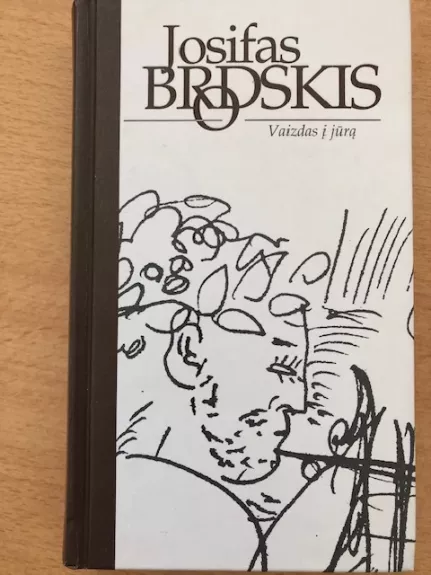 Josifas
BRODSKIS
Vaizdas į jūrą